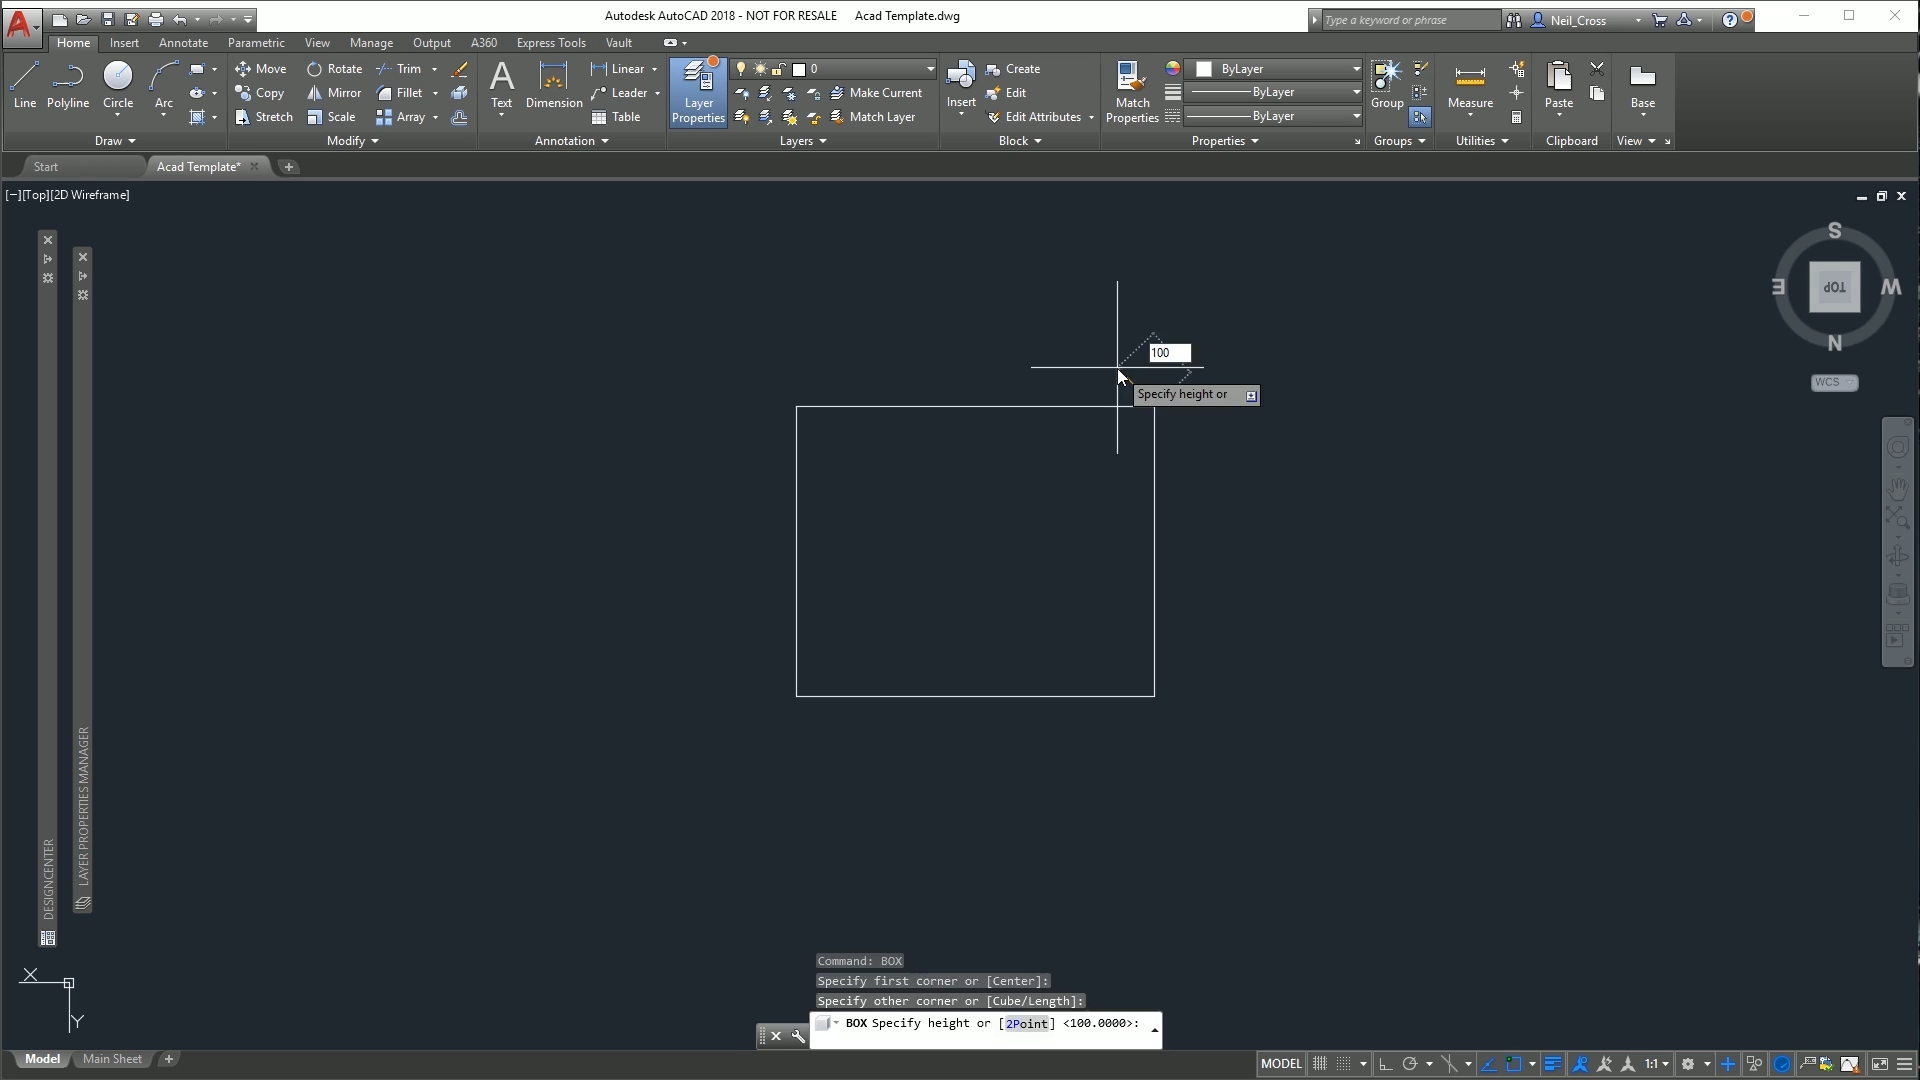 Autodesk AutoCAD 2018 - NOT FOR RESALE Acad Template.dwg
Type a keyword or phrase
Neil_Cross
Home Insert Annotate Parametric View Manage Output A360 Express Tools Vault
Line Polyline Circle Arc
Move Rotate Trim
Copy Mirror Fillet
Stretch Scale Array
Text Dimension
Linear
Leader
Table
Layer Properties
0
Make Current
Match Layer
Insert
Create
Edit
Edit Attributes
Match Properties
ByLayer
ByLayer
ByLayer
Group
Measure
Paste
Base
Draw Modify Annotation Layers Block Properties Groups Utilities Clipboard View
Start Acad Template*
[−][Top][2D Wireframe]
S
E TOP W
N
WCS
100
Specify height or
DESIGNCENTER
LAYER PROPERTIES MANAGER
X
Y
Command: BOX
Specify first corner or [Center]:
Specify other corner or [Cube/Length]:
BOX Specify height or [2Point] <100.0000>:
Model Main Sheet
MODEL 1:1